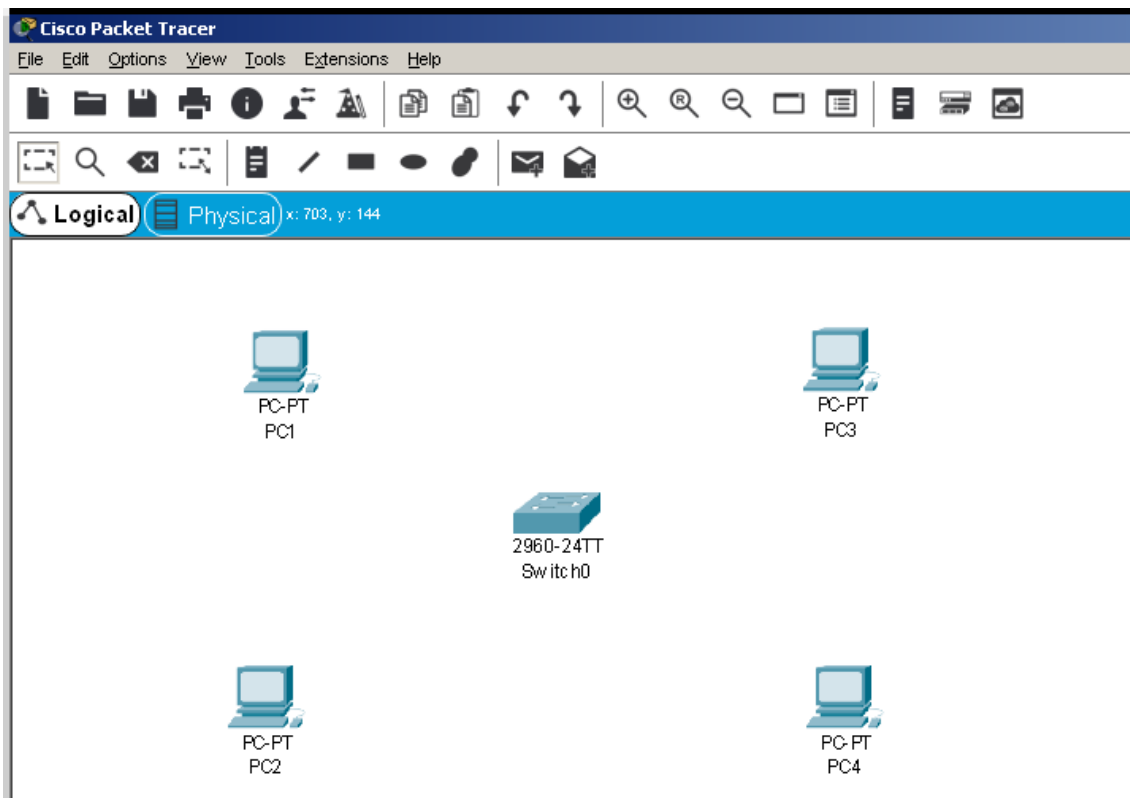 Cisco Packet Tracer
File Edit Options View Tools Extensions Help
Logical Physical x: 703, y: 144
PC-PT
PC1
PC-PT
PC3
2960-24TT
Switch0
PC-PT
PC2
PC-PT
PC4